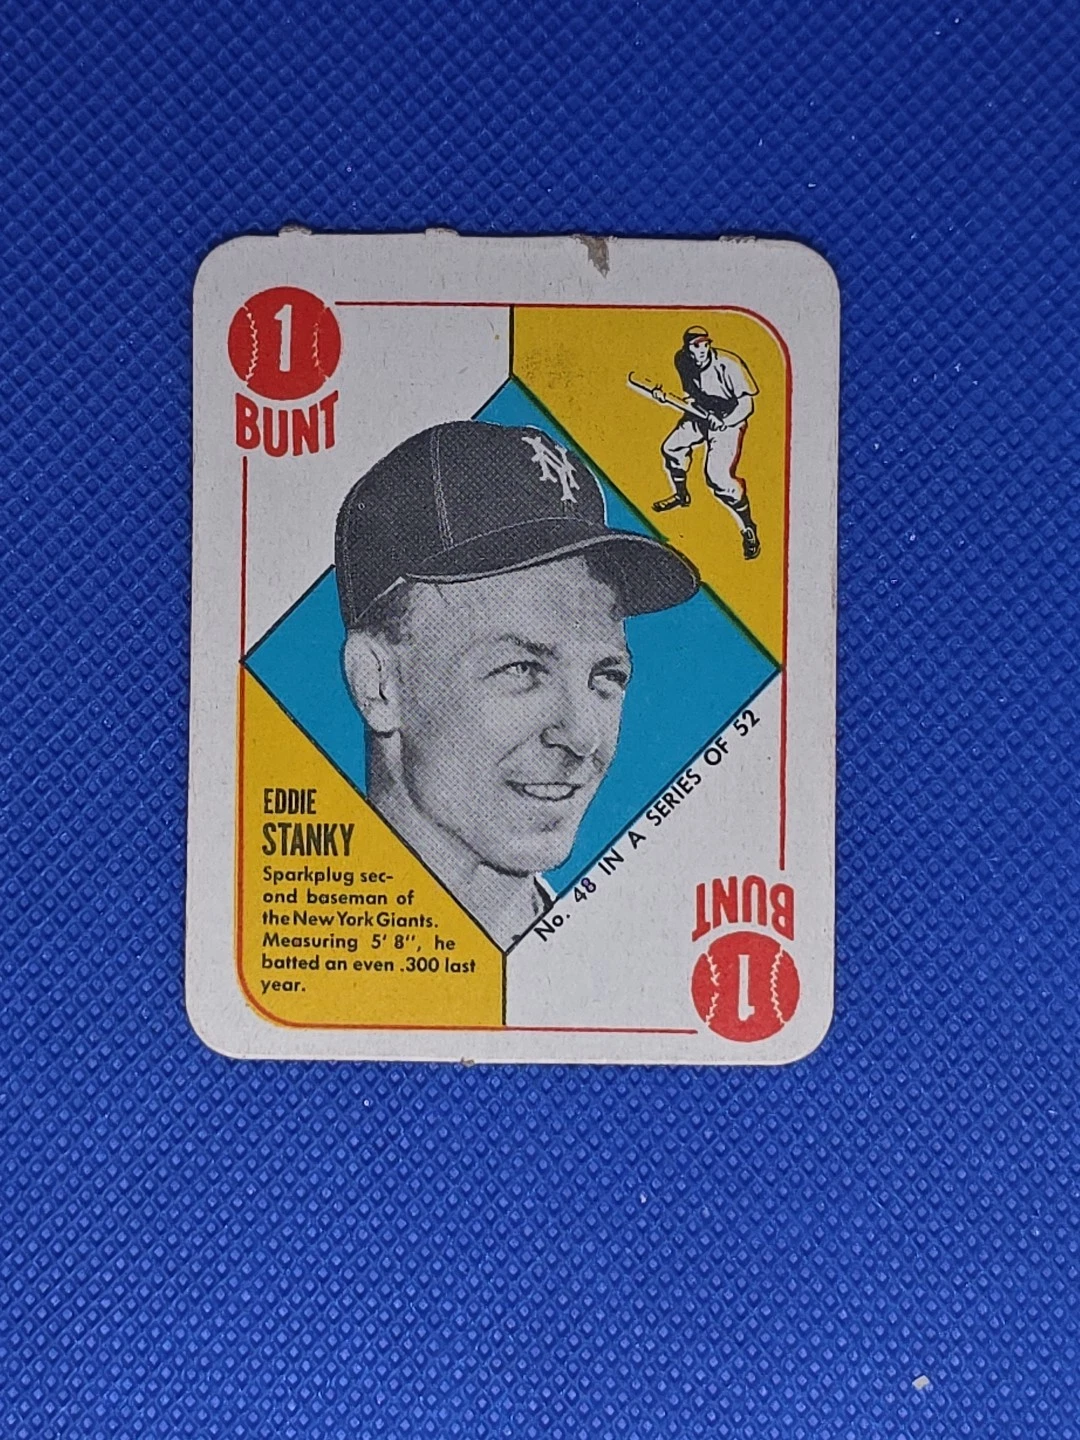 1
BUNT
NY
EDDIE
STANKY
Sparkplug sec-
ond baseman of
the New York Giants.
Measuring 5' 8", he
batted an even .300 last
year.
No. 48 IN A SERIES OF 52
BUNT
1